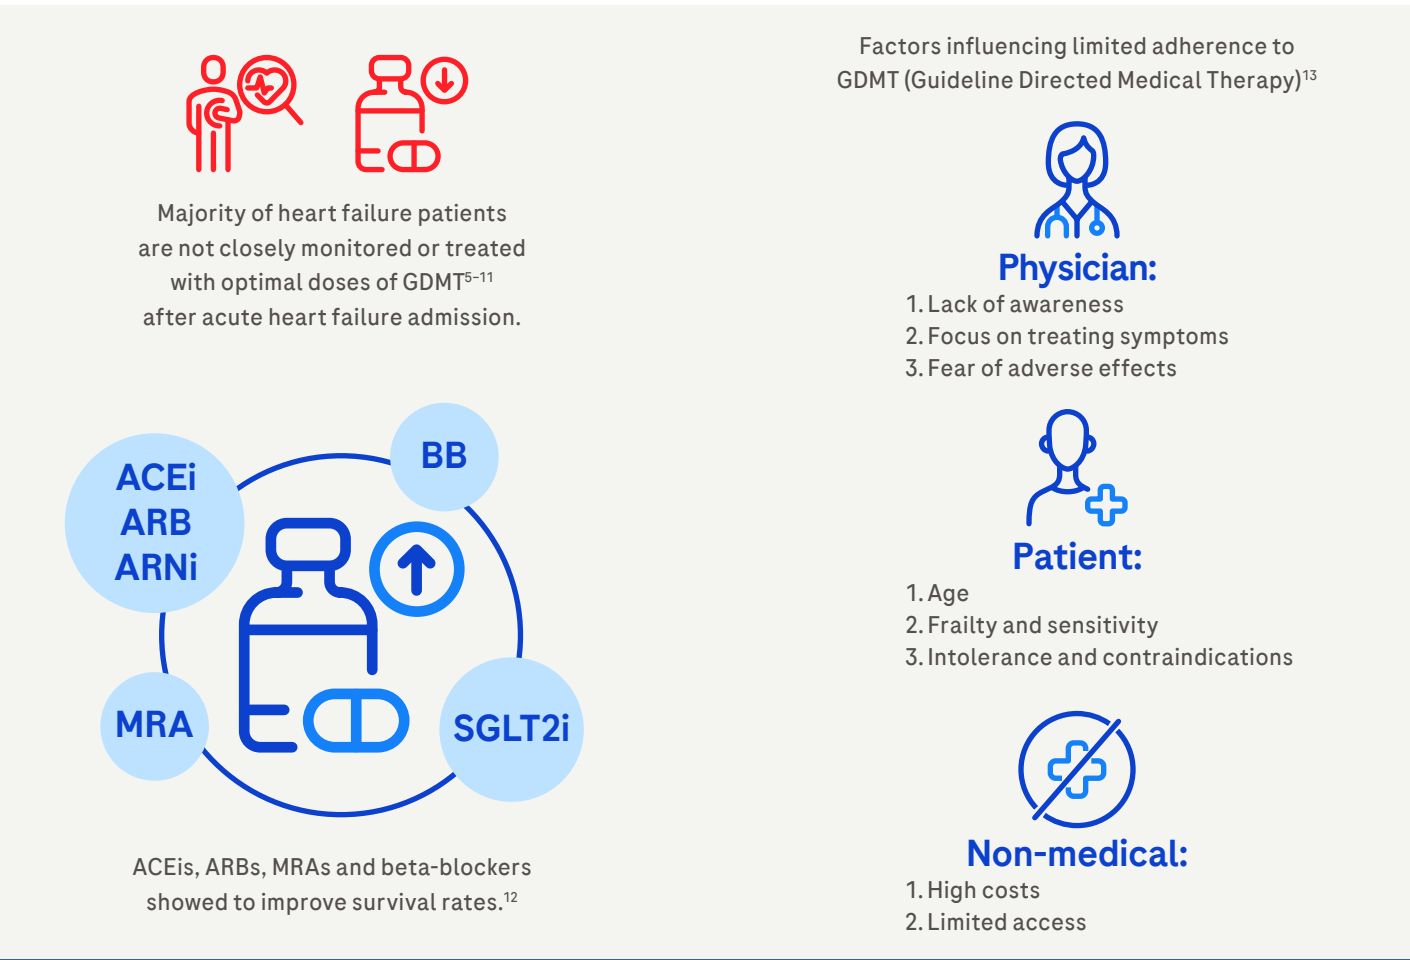 Majority of heart failure patients
are not closely monitored or treated
with optimal doses of GDMT⁵⁻¹¹
after acute heart failure admission.
ACEi
ARB
ARNi
BB
MRA
SGLT2i
ACEis, ARBs, MRAs and beta-blockers
showed to improve survival rates.¹²
Factors influencing limited adherence to
GDMT (Guideline Directed Medical Therapy)¹³
Physician:
1. Lack of awareness
2. Focus on treating symptoms
3. Fear of adverse effects
Patient:
1. Age
2. Frailty and sensitivity
3. Intolerance and contraindications
Non-medical:
1. High costs
2. Limited access